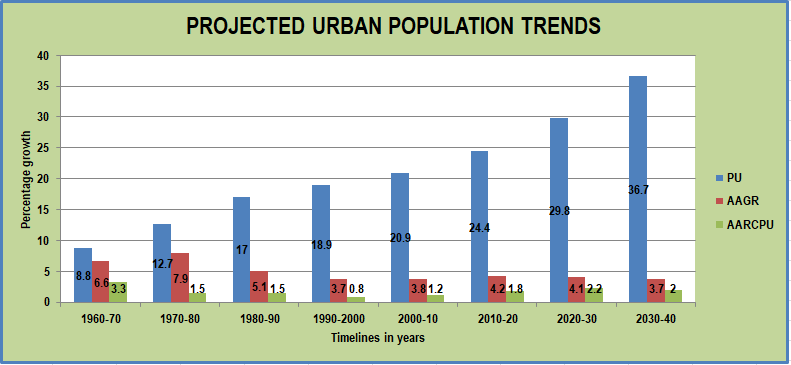 PROJECTED URBAN POPULATION TRENDS
40
35
30
25
20
15
10
5
0
Percentage growth
8.8 6.6 3.3
12.7 7.9 1.5
17 5.1 1.5
18.9 3.7 0.8
20.9 3.8 1.2
24.4 4.2 1.8
29.8 4.1 2.2
36.7 3.7 2
1960-70 1970-80 1980-90 1990-2000 2000-10 2010-20 2020-30 2030-40
Timelines in years
PU
AAGR
AARCPU